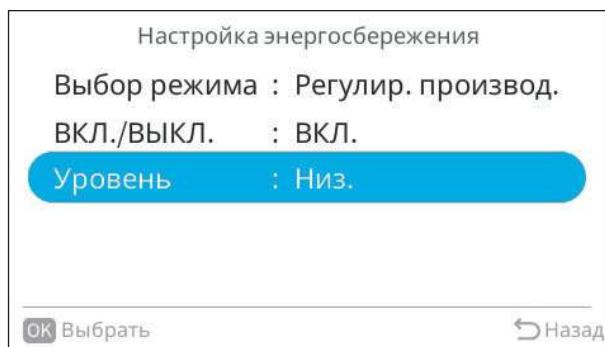 Настройка энергосбережения
Выбор режима : Регулир. производ.
ВКЛ./ВЫКЛ. : ВКЛ.
Уровень : Низ.
OK Выбрать Назад